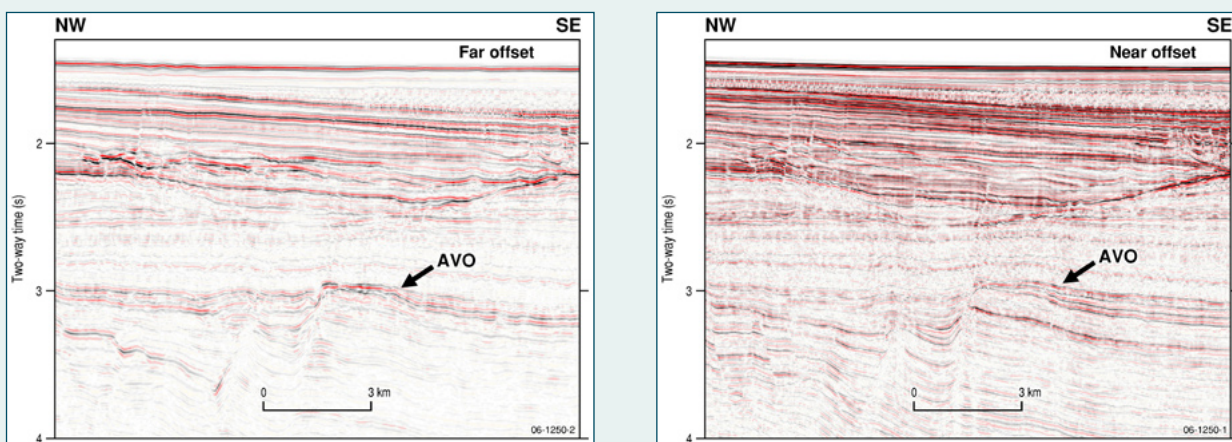 NW SE
Far offset
2
3
4
Two-way time (s)
AVO
0 3 km
06-1250-2
NW SE
Near offset
2
3
4
Two-way time (s)
AVO
0 3 km
06-1250-1